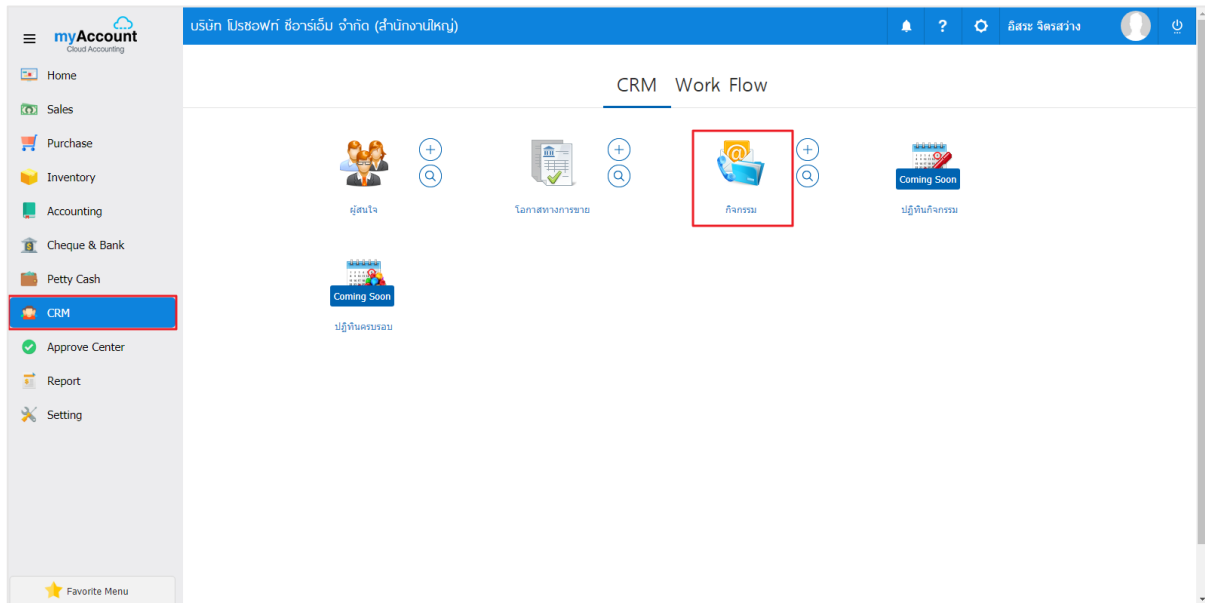 myAccount
Cloud Accounting
บริษัท โปรซอฟท์ ซีอาร์เอ็ม จำกัด (สำนักงานใหญ่)
?
อิสระ จิตรสว่าง
Home
Sales
Purchase
Inventory
Accounting
Cheque & Bank
Petty Cash
CRM
Approve Center
Report
Setting
Favorite Menu
CRM Work Flow
ผู้สนใจ
โอกาสทางการขาย
กิจกรรม
Coming Soon
ปฏิทินกิจกรรม
Coming Soon
ปฏิทินครบรอบ